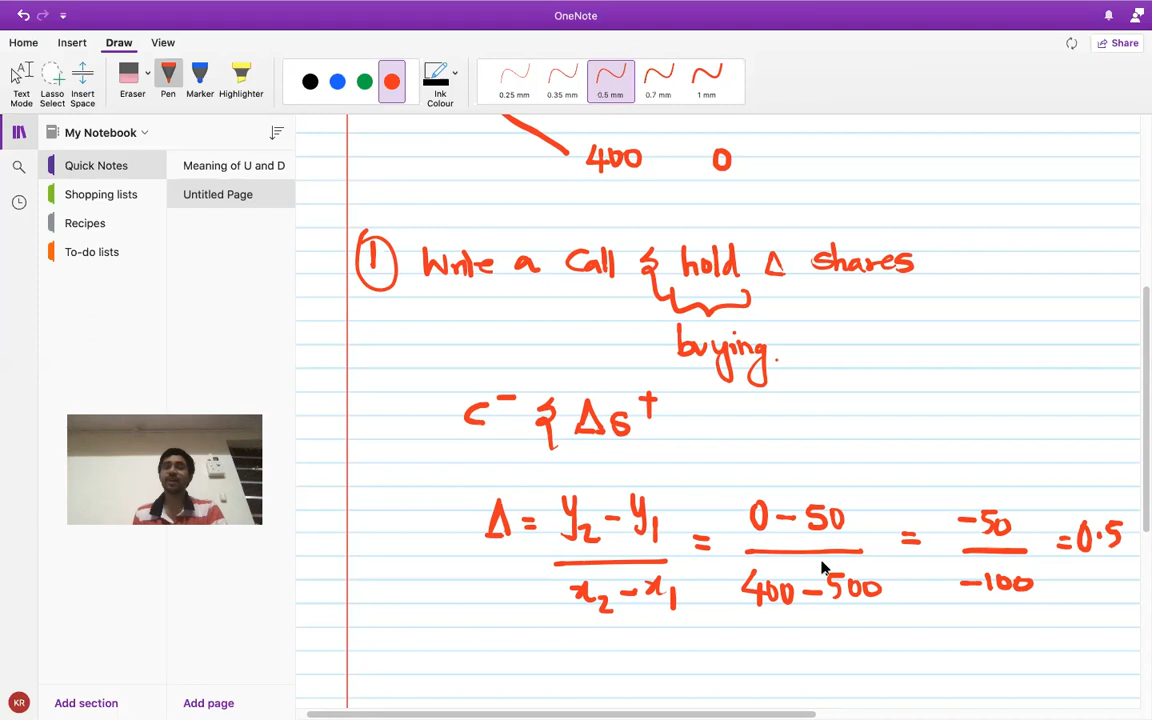 OneNote
Home Insert Draw View
Share
Text Mode
Lasso Select
Insert Space
Eraser
Pen
Marker
Highlighter
Ink Colour
0.25 mm
0.35 mm
0.5 mm
0.7 mm
1 mm
My Notebook
Quick Notes
Shopping lists
Recipes
To-do lists
Meaning of U and D
Untitled Page
400 0
① Write a Call & hold Δ shares
buying.
c⁻ & Δs⁺
Δ = y₂ - y₁ / x₂ - x₁ = 0 - 50 / 400 - 500 = -50 / -100 = 0.5
KR
Add section
Add page